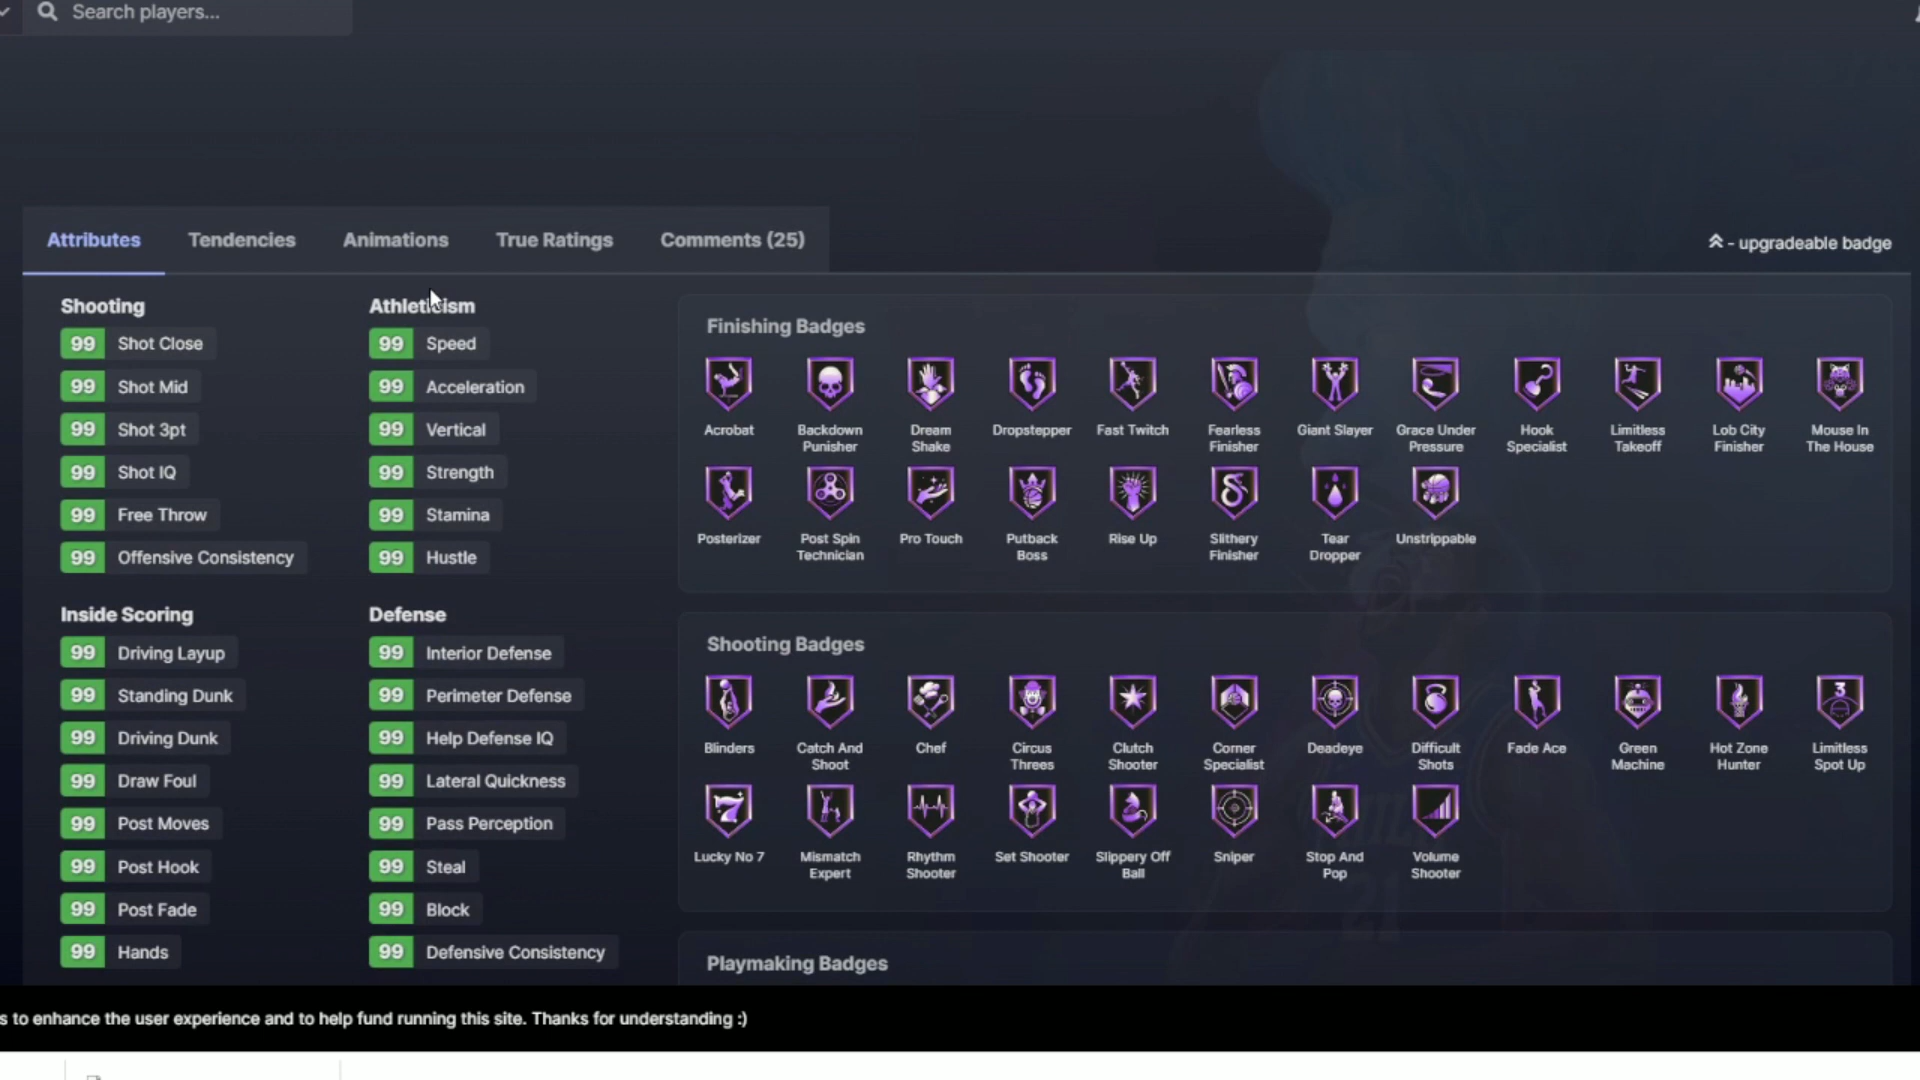 Search players...
Attributes
Tendencies
Animations
True Ratings
Comments (25)
- upgradeable badge
Shooting
99 Shot Close
99 Shot Mid
99 Shot 3pt
99 Shot IQ
99 Free Throw
99 Offensive Consistency
Athleticism
99 Speed
99 Acceleration
99 Vertical
99 Strength
99 Stamina
99 Hustle
Inside Scoring
99 Driving Layup
99 Standing Dunk
99 Driving Dunk
99 Draw Foul
99 Post Moves
99 Post Hook
99 Post Fade
99 Hands
Defense
99 Interior Defense
99 Perimeter Defense
99 Help Defense IQ
99 Lateral Quickness
99 Pass Perception
99 Steal
99 Block
99 Defensive Consistency
Finishing Badges
Acrobat
Backdown
Punisher
Dream
Shake
Dropstepper
Fast Twitch
Fearless
Finisher
Giant Slayer
Grace Under
Pressure
Hook
Specialist
Limitless
Takeoff
Lob City
Finisher
Mouse In
The House
Posterizer
Post Spin
Technician
Pro Touch
Putback
Boss
Rise Up
Slithery
Finisher
Tear
Dropper
Unstrippable
Shooting Badges
Blinders
Catch And
Shoot
Chef
Circus
Threes
Clutch
Shooter
Corner
Specialist
Deadeye
Difficult
Shots
Fade Ace
Green
Machine
Hot Zone
Hunter
3
Limitless
Spot Up
7
Lucky No 7
Mismatch
Expert
Rhythm
Shooter
Set Shooter
Slippery Off
Ball
Sniper
Stop And
Pop
Volume
Shooter
21
Playmaking Badges
s to enhance the user experience and to help fund running this site. Thanks for understanding :)